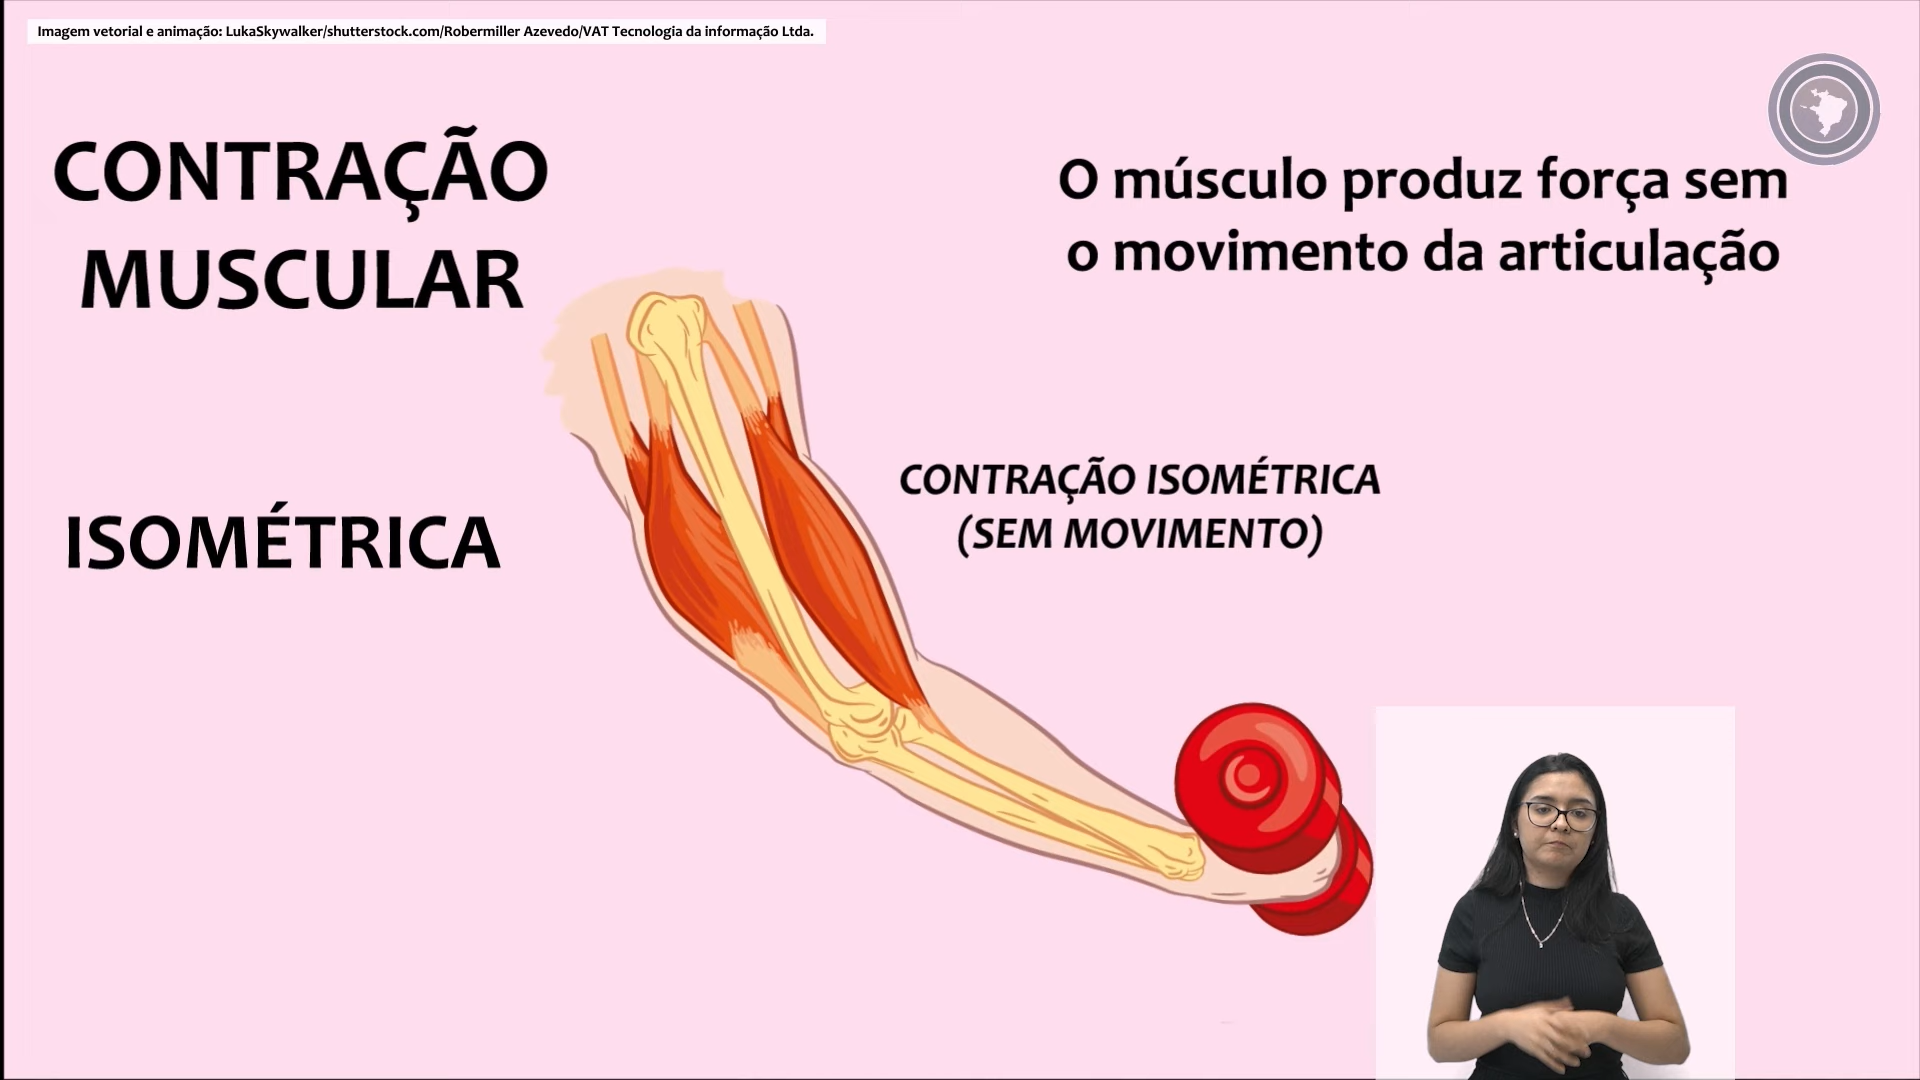 Imagem vetorial e animação: LukaSkywalker/shutterstock.com/Robermiller Azevedo/VAT Tecnologia da informação Ltda.
CONTRAÇÃO
MUSCULAR
O músculo produz força sem
o movimento da articulação
CONTRAÇÃO ISOMÉTRICA
(SEM MOVIMENTO)
ISOMÉTRICA